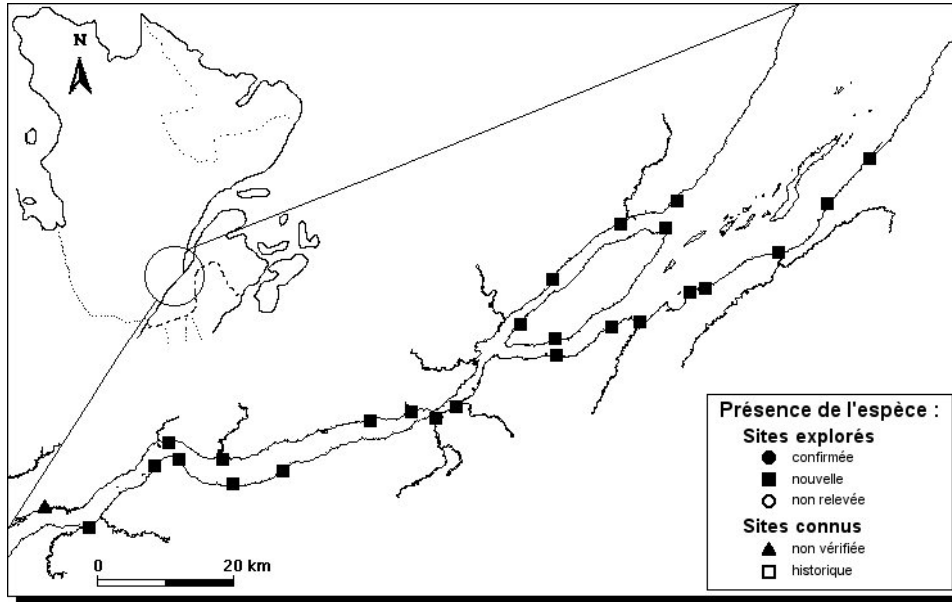 N
Présence de l'espèce :
Sites explorés
confirmée
nouvelle
non relevée
Sites connus
non vérifiée
historique
0 20 km